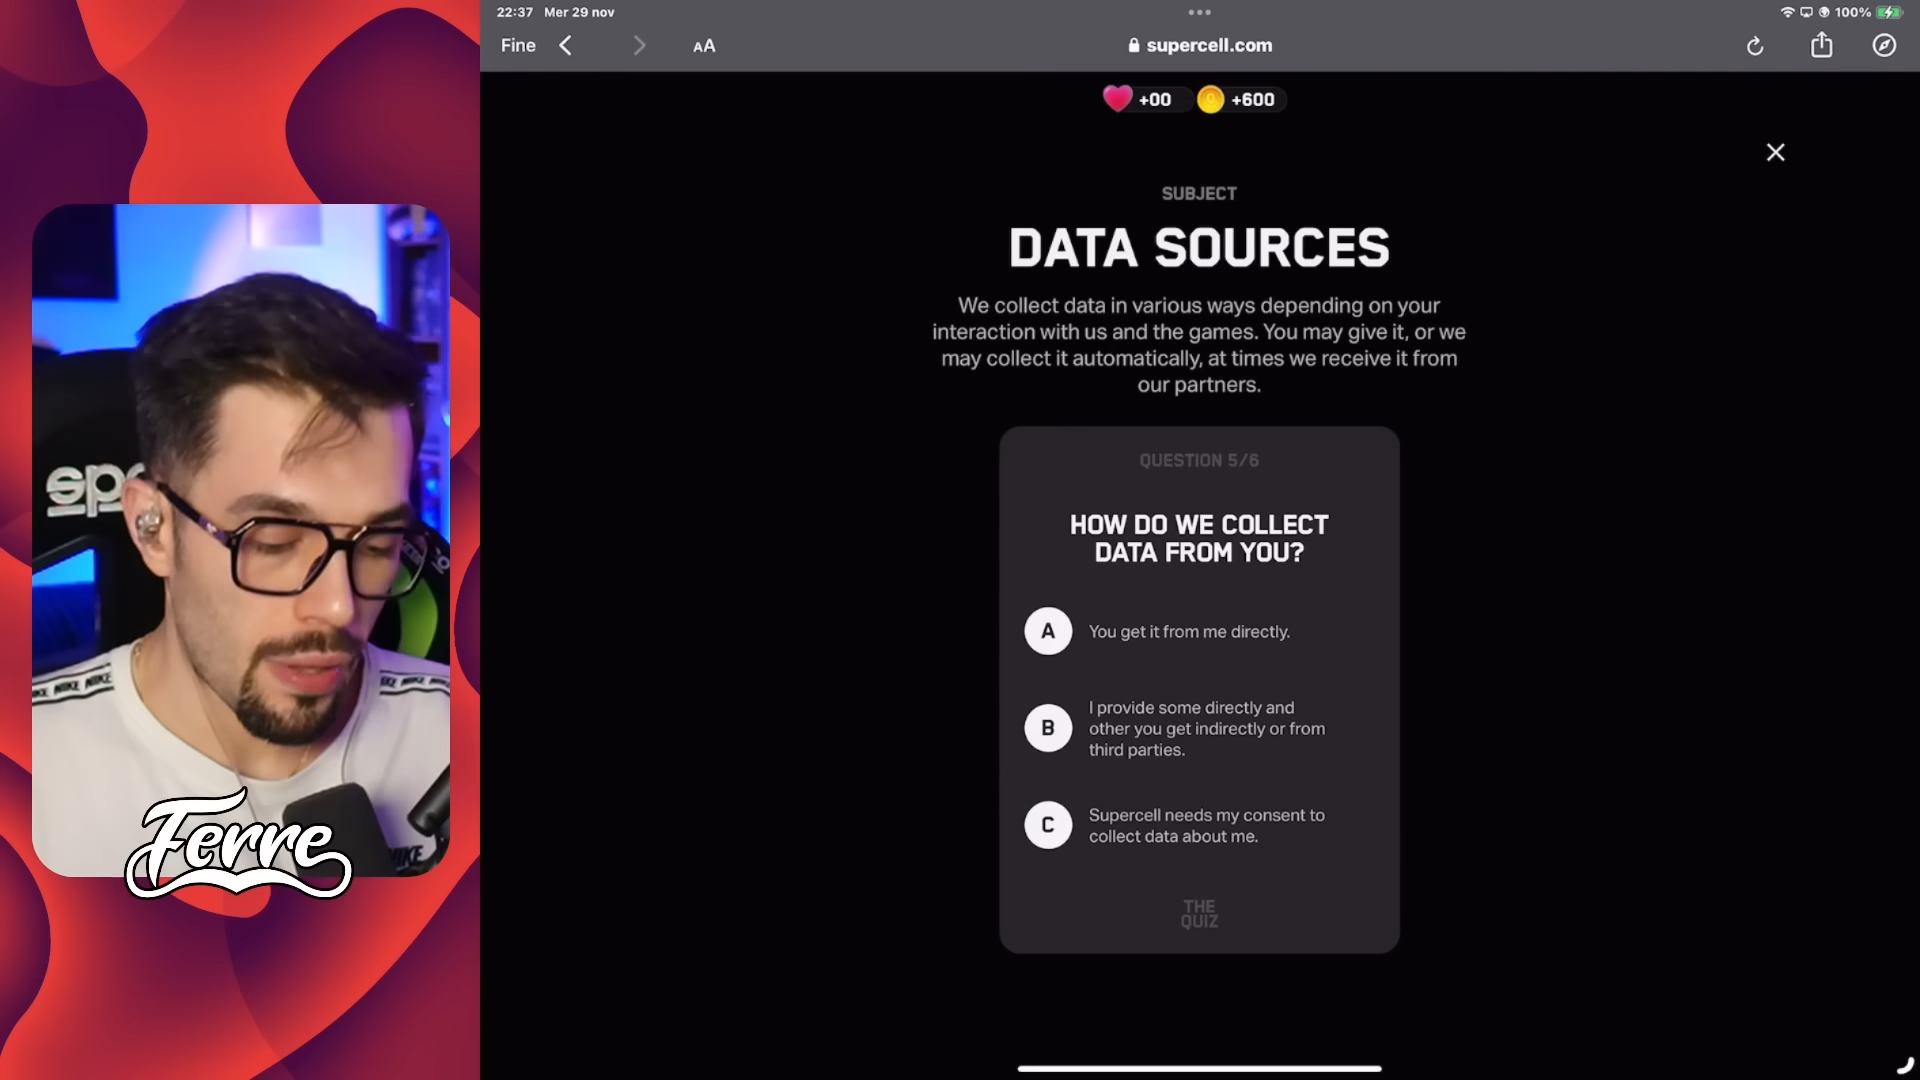 22:37 Mer 29 nov
100%
Fine
AA
supercell.com
+00 +600
SUBJECT
DATA SOURCES
We collect data in various ways depending on your
interaction with us and the games. You may give it, or we
may collect it automatically, at times we receive it from
our partners.
QUESTION 5/6
HOW DO WE COLLECT
DATA FROM YOU?
A You get it from me directly.
B I provide some directly and
other you get indirectly or from
third parties.
C Supercell needs my consent to
collect data about me.
THE
QUIZ
NIKE NIKE
Ferre